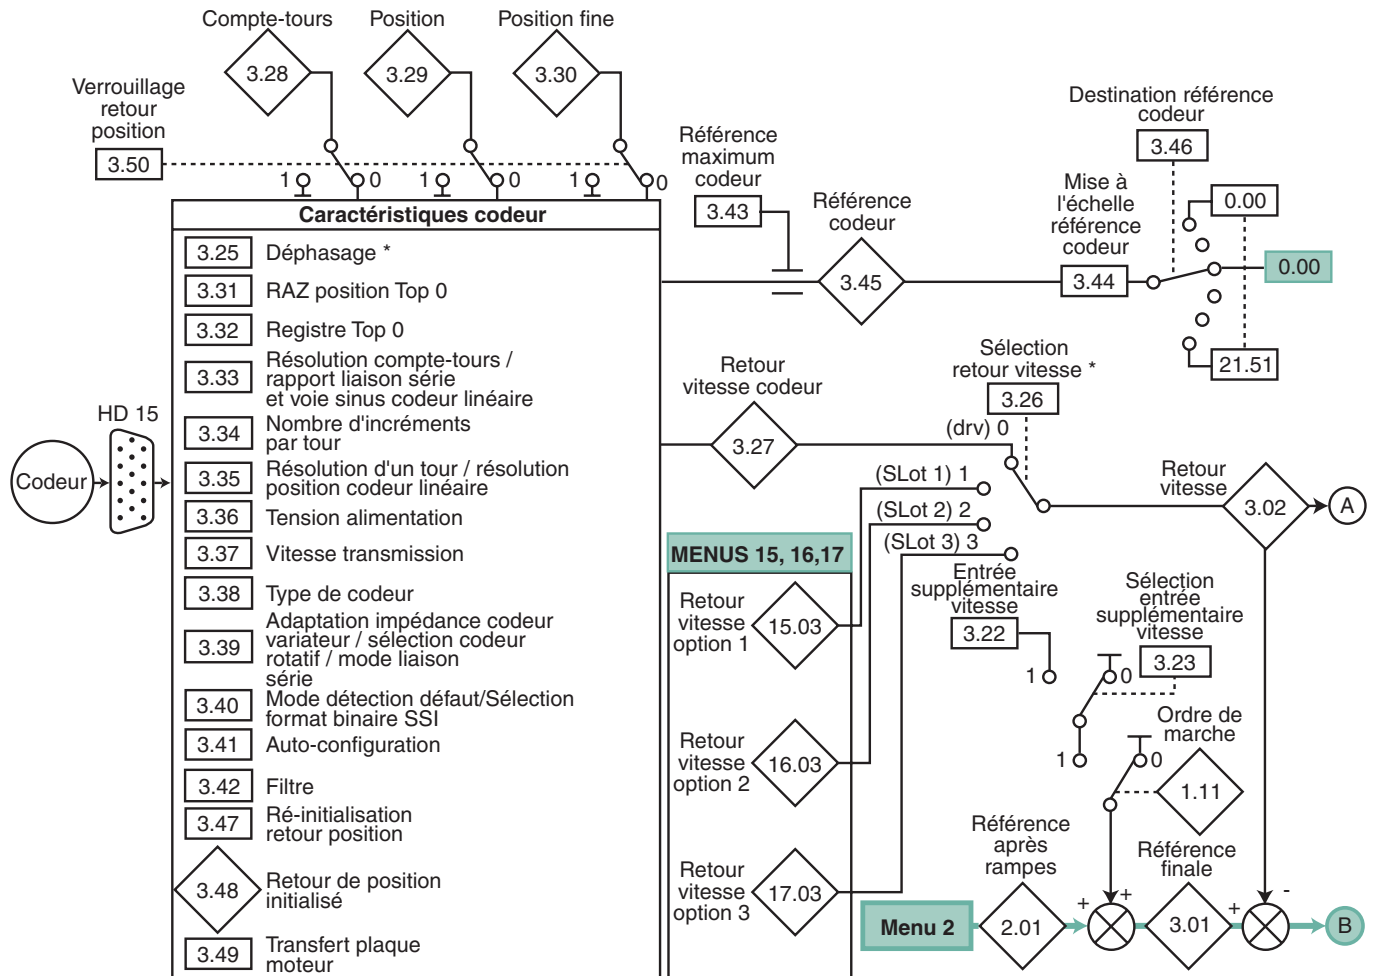 Compte-tours
Position
Position fine
3.28
3.29
3.30
Verrouillage
retour
position
3.50
1
0
1
0
1
0
Référence
maximum
codeur
3.43
Référence
codeur
3.45
Destination référence
codeur
3.46
Mise à
l'échelle
référence
codeur
3.44
0.00
0.00
21.51
Caractéristiques codeur
3.25 Déphasage *
3.31 RAZ position Top 0
3.32 Registre Top 0
3.33 Résolution compte-tours /
rapport liaison série
et voie sinus codeur linéaire
3.34 Nombre d'incréments
par tour
3.35 Résolution d'un tour / résolution
position codeur linéaire
3.36 Tension alimentation
3.37 Vitesse transmission
3.38 Type de codeur
3.39 Adaptation impédance codeur
variateur / sélection codeur
rotatif / mode liaison
série
3.40 Mode détection défaut/Sélection
format binaire SSI
3.41 Auto-configuration
3.42 Filtre
3.47 Ré-initialisation
retour position
3.48 Retour de position
initialisé
3.49 Transfert plaque
moteur
Codeur
HD 15
Retour
vitesse codeur
3.27
Sélection
retour vitesse *
3.26
(drv) 0
(SLot 1) 1
(SLot 2) 2
(SLot 3) 3
Retour
vitesse
3.02
A
MENUS 15, 16,17
Retour
vitesse
option 1
15.03
Retour
vitesse
option 2
16.03
Retour
vitesse
option 3
17.03
Entrée
supplémentaire
vitesse
3.22
1
0
Sélection
entrée
supplémentaire
vitesse
3.23
1
0
Ordre de
marche
1.11
Menu 2
Référence
après
rampes
2.01
+
+
Référence
finale
3.01
+
-
B